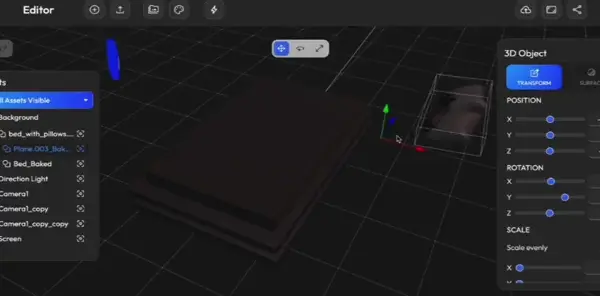 Editor
ts
ll Assets Visible
Background
bed_with_pillows...
Plane.003_Bak...
Bed_Baked
Direction Light
Camera1
Camera1_copy
Camera1_copy_copy
Screen
3D Object
TRANSFORM
SURFAC
POSITION
X
Y
Z
ROTATION
X
Y
Z
SCALE
Scale evenly
X